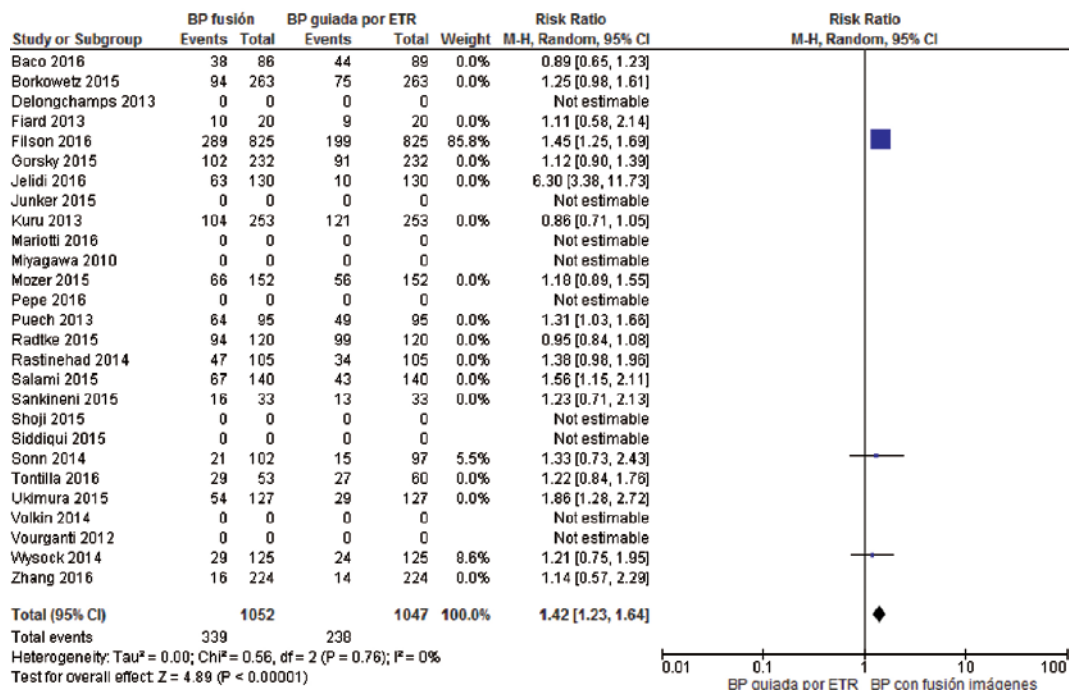 BP fusión BP guiada por ETR Risk Ratio Risk Ratio
Study or Subgroup Events Total Events Total Weight M-H, Random, 95% CI M-H, Random, 95% CI
Baco 2016 38 86 44 89 0.0% 0.89 [0.65, 1.23]
Borkowetz 2015 94 263 75 263 0.0% 1.25 [0.98, 1.61]
Delongchamps 2013 0 0 0 0 Not estimable
Fiard 2013 10 20 9 20 0.0% 1.11 [0.58, 2.14]
Filson 2016 289 825 199 825 85.8% 1.45 [1.25, 1.69]
Gorsky 2015 102 232 91 232 0.0% 1.12 [0.90, 1.39]
Jelidi 2016 63 130 10 130 0.0% 6.30 [3.38, 11.73]
Junker 2015 0 0 0 0 Not estimable
Kuru 2013 104 253 121 253 0.0% 0.86 [0.71, 1.05]
Mariotti 2016 0 0 0 0 Not estimable
Miyagawa 2010 0 0 0 0 Not estimable
Mozer 2015 66 152 56 152 0.0% 1.18 [0.89, 1.55]
Pepe 2016 0 0 0 0 Not estimable
Puech 2013 64 95 49 95 0.0% 1.31 [1.03, 1.66]
Radtke 2015 94 120 99 120 0.0% 0.95 [0.84, 1.08]
Rastinehad 2014 47 105 34 105 0.0% 1.38 [0.98, 1.96]
Salami 2015 67 140 43 140 0.0% 1.56 [1.15, 2.11]
Sankineni 2015 16 33 13 33 0.0% 1.23 [0.71, 2.13]
Shoji 2015 0 0 0 0 Not estimable
Siddiqui 2015 0 0 0 0 Not estimable
Sonn 2014 21 102 15 97 5.5% 1.33 [0.73, 2.43]
Tontilla 2016 29 53 27 60 0.0% 1.22 [0.84, 1.76]
Ukimura 2015 54 127 29 127 0.0% 1.86 [1.28, 2.72]
Volkin 2014 0 0 0 0 Not estimable
Vourganti 2012 0 0 0 0 Not estimable
Wysock 2014 29 125 24 125 8.6% 1.21 [0.75, 1.95]
Zhang 2016 16 224 14 224 0.0% 1.14 [0.57, 2.29]
Total (95% CI) 1052 1047 100.0% 1.42 [1.23, 1.64]
Total events 339 238
Heterogeneity: Tau² = 0.00; Chi² = 0.56, df = 2 (P = 0.76); I² = 0%
Test for overall effect: Z = 4.89 (P < 0.00001)
0.01 0.1 1 10 100
BP guiada por ETR BP con fusión imágenes